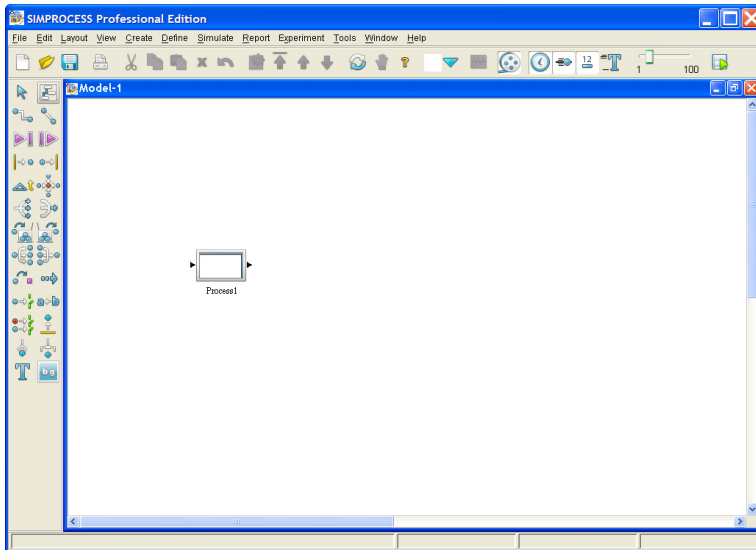 SIMPROCESS Professional Edition
File Edit Layout View Create Define Simulate Report Experiment Tools Window Help
12 T 1 100
Model-1
Process1
a b
T bg